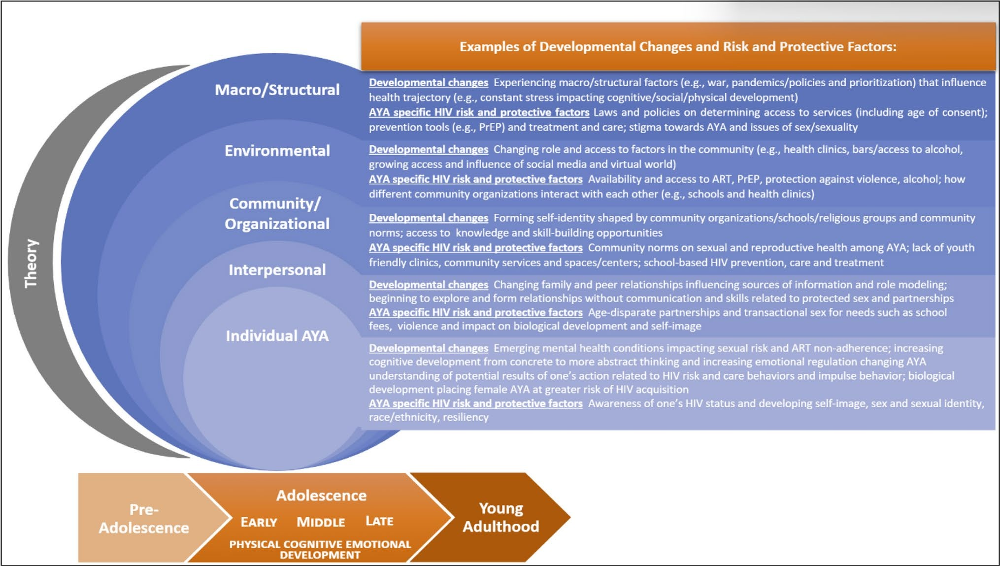 Examples of Developmental Changes and Risk and Protective Factors:
Theory
Macro/Structural
Developmental changes Experiencing macro/structural factors (e.g., war, pandemics/policies and prioritization) that influence
health trajectory (e.g., constant stress impacting cognitive/social/physical development)
AYA specific HIV risk and protective factors Laws and policies on determining access to services (including age of consent);
prevention tools (e.g., PrEP) and treatment and care; stigma towards AYA and issues of sex/sexuality
Environmental
Developmental changes Changing role and access to factors in the community (e.g., health clinics, bars/access to alcohol,
growing access and influence of social media and virtual world)
AYA specific HIV risk and protective factors Availability and access to ART, PrEP, protection against violence, alcohol; how
different community organizations interact with each other (e.g., schools and health clinics)
Community/
Organizational
Developmental changes Forming self-identity shaped by community organizations/schools/religious groups and community
norms; access to knowledge and skill-building opportunities
AYA specific HIV risk and protective factors Community norms on sexual and reproductive health among AYA; lack of youth
friendly clinics, community services and spaces/centers; school-based HIV prevention, care and treatment
Interpersonal
Developmental changes Changing family and peer relationships influencing sources of information and role modeling;
beginning to explore and form relationships without communication and skills related to protected sex and partnerships
AYA specific HIV risk and protective factors Age-disparate partnerships and transactional sex for needs such as school
fees, violence and impact on biological development and self-image
Individual AYA
Developmental changes Emerging mental health conditions impacting sexual risk and ART non-adherence; increasing
cognitive development from concrete to more abstract thinking and increasing emotional regulation changing AYA
understanding of potential results of one's action related to HIV risk and care behaviors and impulse behavior; biological
development placing female AYA at greater risk of HIV acquisition
AYA specific HIV risk and protective factors Awareness of one's HIV status and developing self-image, sex and sexual identity,
race/ethnicity, resiliency
Pre-
Adolescence
Adolescence
EARLY MIDDLE LATE
PHYSICAL COGNITIVE EMOTIONAL
DEVELOPMENT
Young
Adulthood